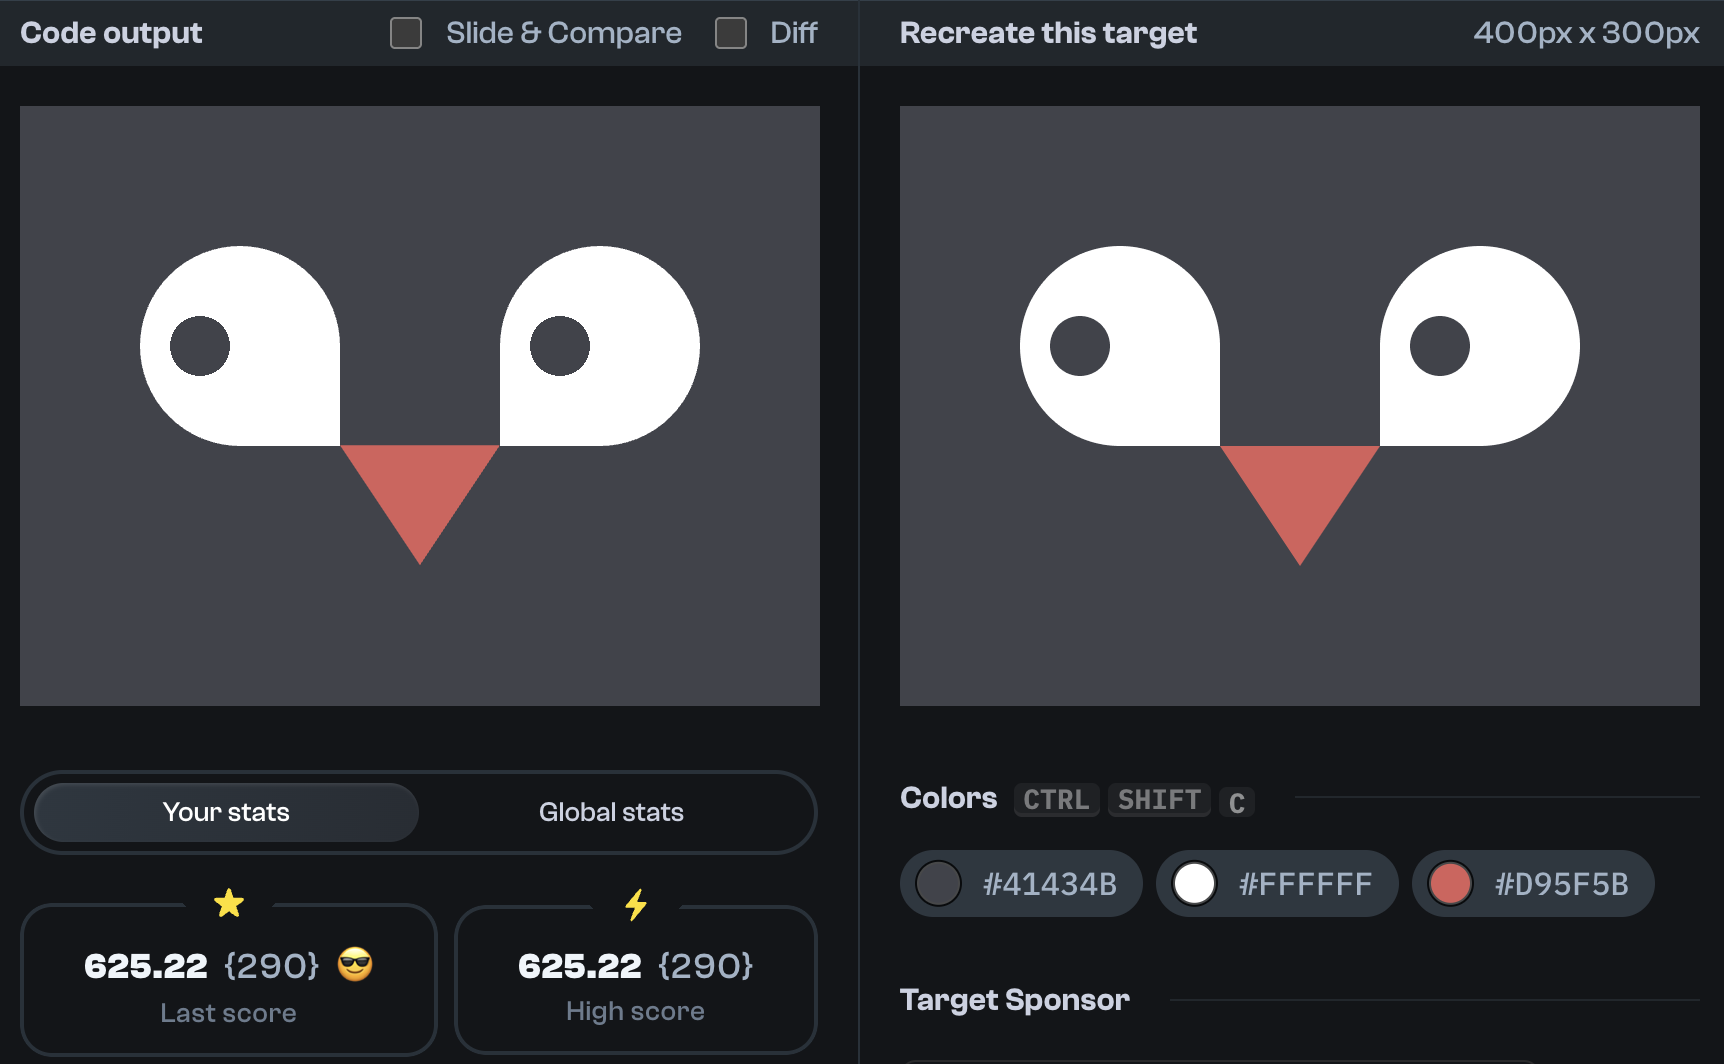 Code output
Slide & Compare
Diff
Your stats
Global stats
625.22 {290} 😎
Last score
625.22 {290}
High score
Recreate this target
400px x 300px
Colors CTRL SHIFT C
#41434B
#FFFFFF
#D95F5B
Target Sponsor